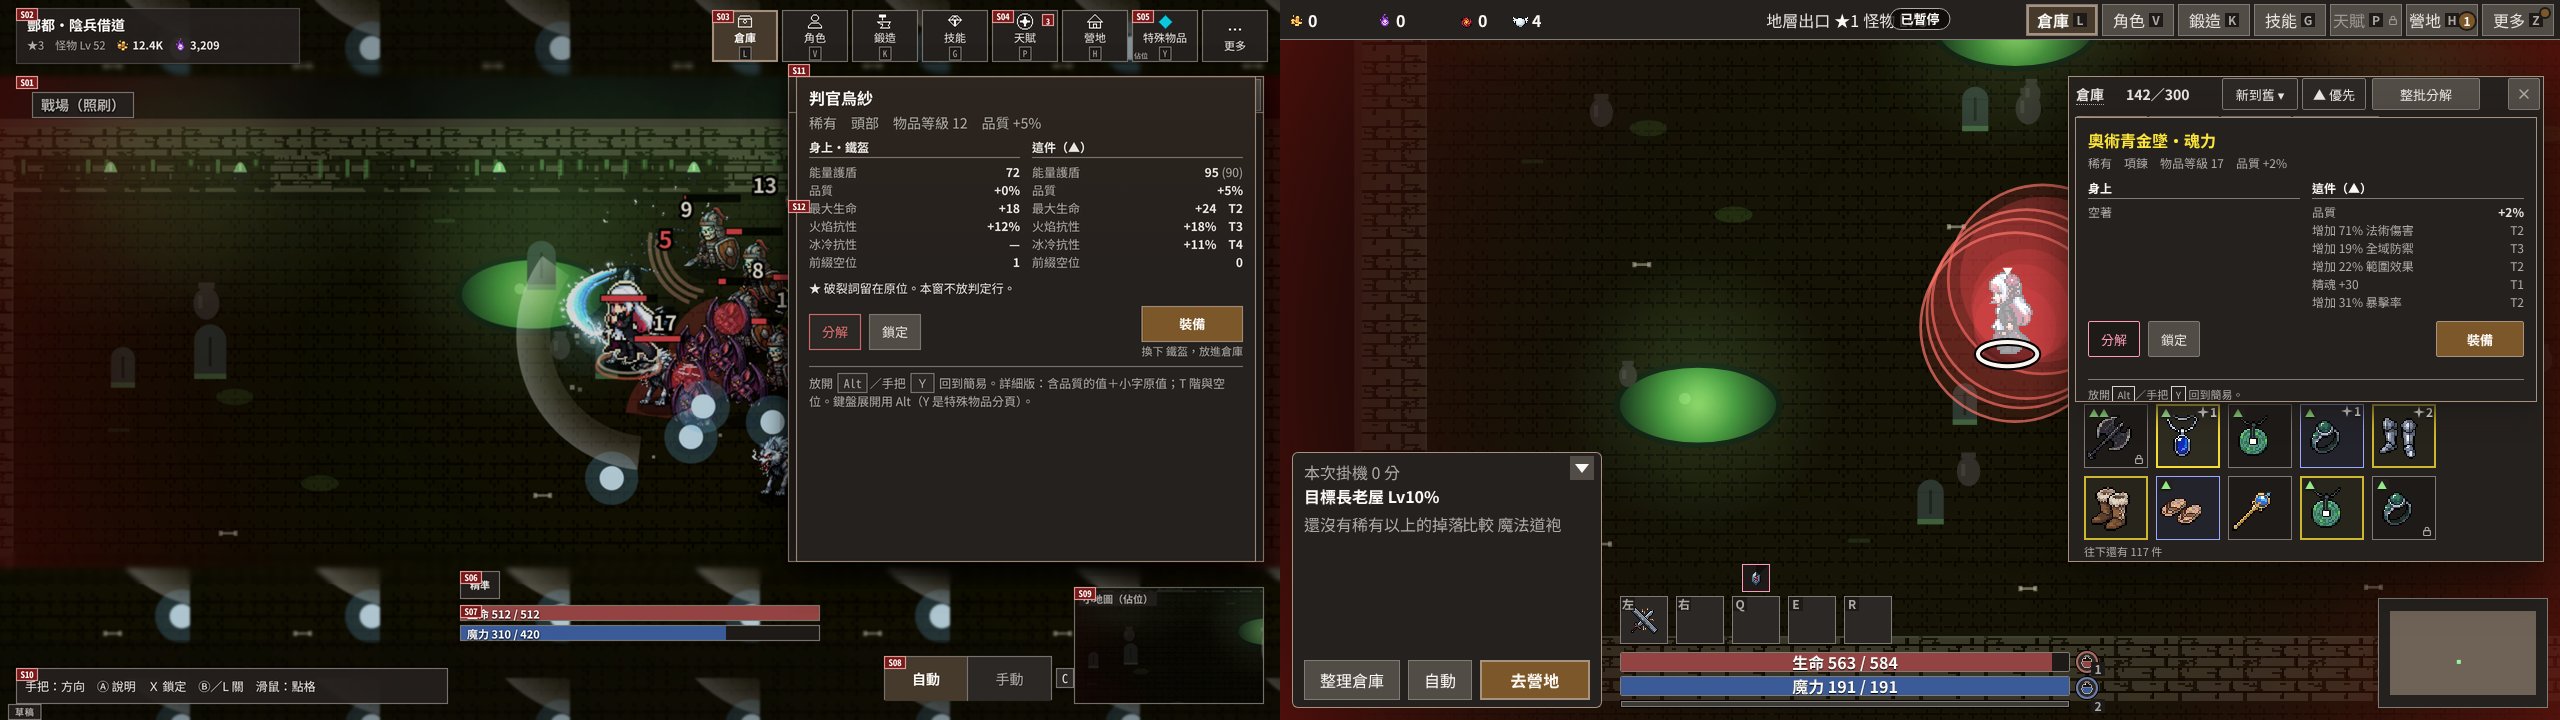 S02
酆都・陰兵借道
★3 怪物 Lv 52 12.4K 3,209
S01
戰場（照刷）
S03
倉庫
L
角色
V
鍛造
K
技能
G
S04
3
天賦
P
營地
H
S05
特殊物品
佔位
Y
…
更多
S11
判官烏紗
稀有 頭部 物品等級 12 品質 +5%
身上・鐵盔 這件（▲）
能量護盾 72 能量護盾 95 (90)
品質 +0% 品質 +5%
S12
最大生命 +18 最大生命 +24 T2
火焰抗性 +12% 火焰抗性 +18% T3
冰冷抗性 — 冰冷抗性 +11% T4
前綴空位 1 前綴空位 0
★ 破裂詞留在原位。本窗不放判定行。
分解 鎖定 裝備
換下 鐵盔，放進倉庫
放開 Alt ／手把 Y 回到簡易。詳細版：含品質的值＋小字原值；T 階與空
位。鍵盤展開用 Alt（Y 是特殊物品分頁）。
13
9
5
8
17
S06
精準
S07
命 512 / 512
魔力 310 / 420
S08
自動 手動 C
S09
小地圖（佔位）
S10
手把：方向 Ⓐ 說明 X 鎖定 Ⓑ／L 關 滑鼠：點格
草稿
0 0 0 4
地層出口 ★1 怪物
已暫停
倉庫 L
角色 V
鍛造 K
技能 G
天賦 P
營地 H 1
更多 Z
倉庫 142／300 新到舊 ▾ ▲優先 整批分解 ×
奧術青金墜・魂力
稀有 項鍊 物品等級 17 品質 +2%
身上 這件（▲）
空著 品質 +2%
增加 71% 法術傷害 T2
增加 19% 全域防禦 T3
增加 22% 範圍效果 T2
精魂 +30 T1
增加 31% 暴擊率 T2
分解 鎖定 裝備
放開 Alt ／手把 Y 回到簡易。
1
1
2
往下還有 117 件
本次掛機 0 分
目標長老屋 Lv10%
還沒有稀有以上的掉落比較 魔法道袍
整理倉庫 自動 去營地
左 右 Q E R
生命 563 / 584
1
魔力 191 / 191
2